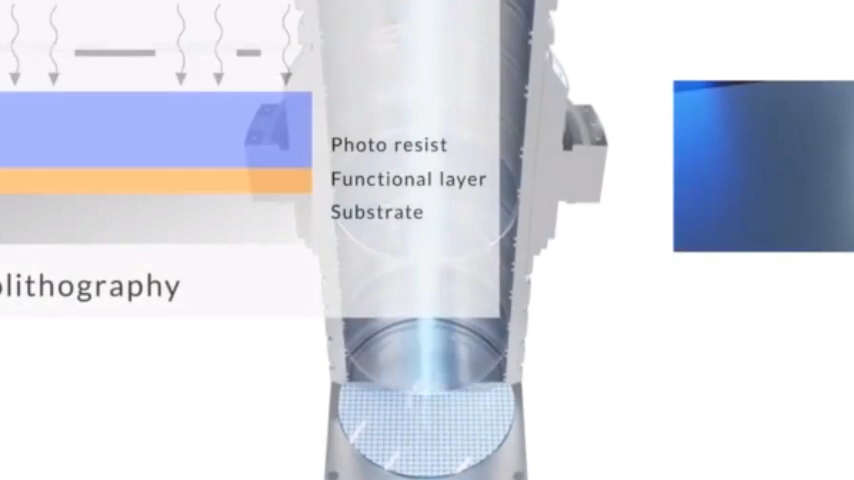 Photo resist
Functional layer
Substrate
olithography